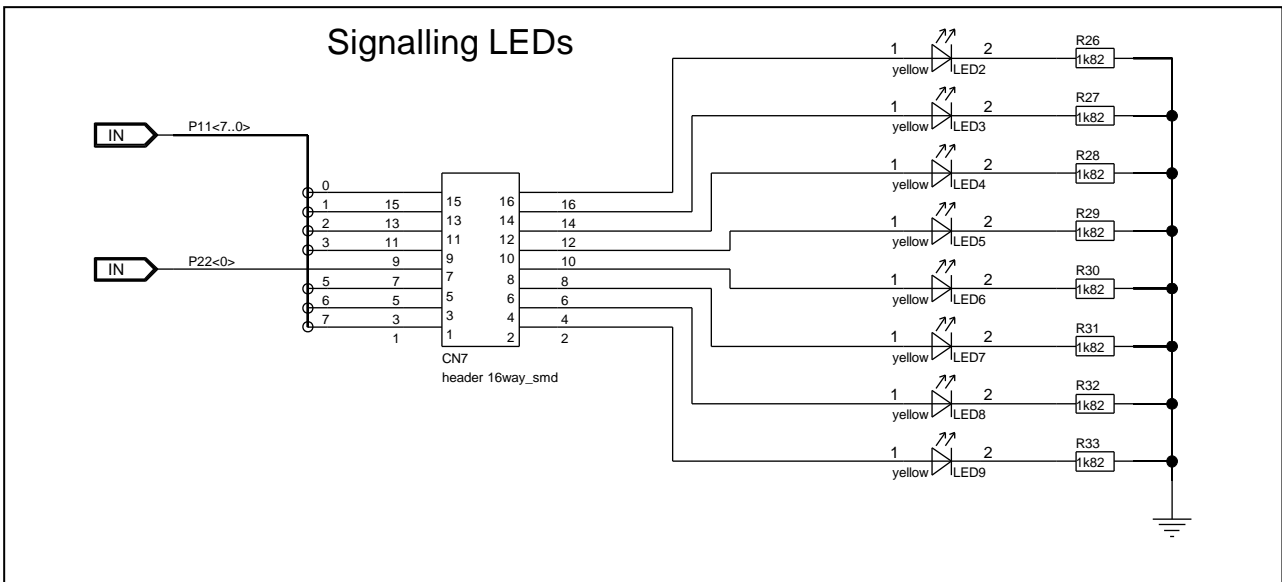 Signalling LEDs
1 2 R26
yellow LED2 1k82
1 2 R27
IN P11<7..0> yellow LED3 1k82
1 2 R28
yellow LED4 1k82
0
15 16
1 15 16
13 14
2 13 14
11 12
3 11 12
9 10
1 2 R29
yellow LED5 1k82
IN P22<0> 9 10
7 8
5 7 8
5 6
6 5 6
3 4
7 3 4
1 2
1 2
1 2 R30
yellow LED6 1k82
1 2 R31
yellow LED7 1k82
CN7
header 16way_smd
1 2 R32
yellow LED8 1k82
1 2 R33
yellow LED9 1k82